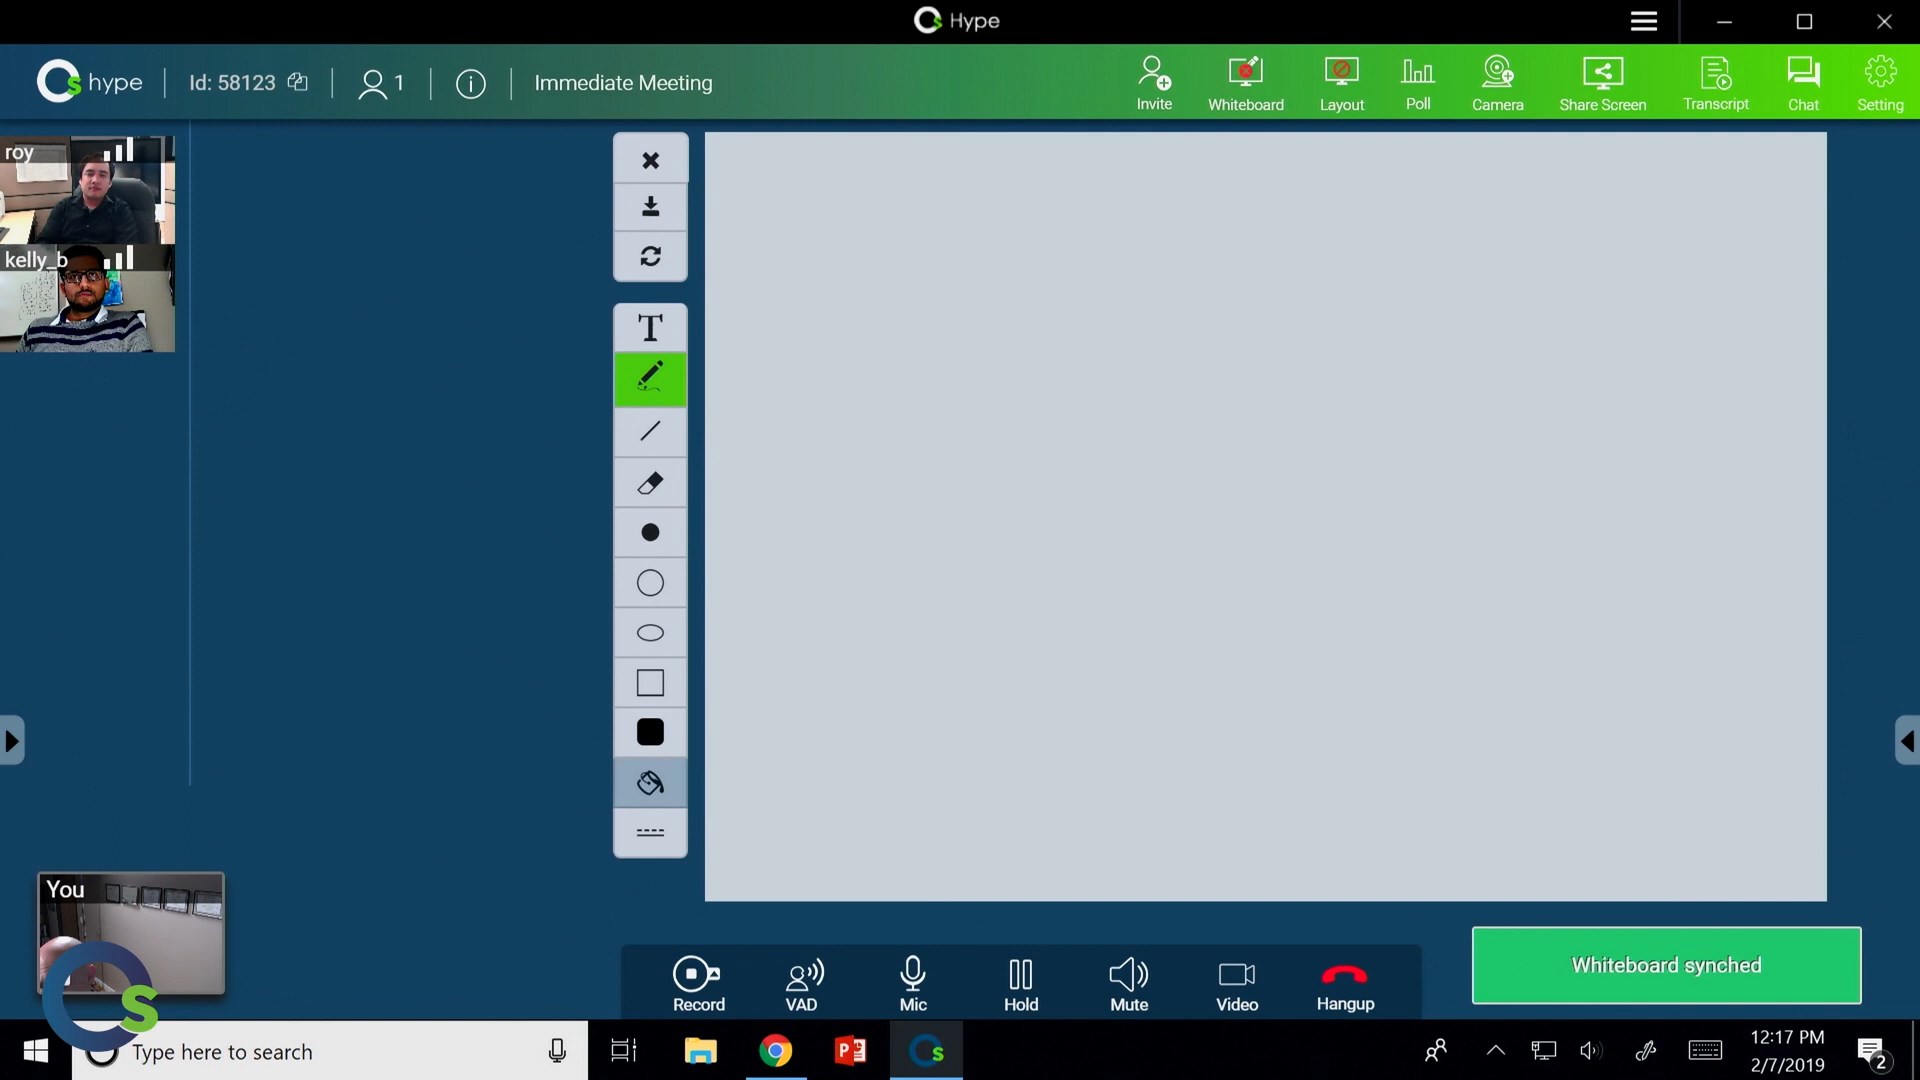 Hype
hype
Id: 58123
1
Immediate Meeting
Invite
Whiteboard
Layout
Poll
Camera
Share Screen
Transcript
Chat
Setting
roy
kelly_b
T
You
Record
VAD
Mic
Hold
Mute
Video
Hangup
Whiteboard synched
Type here to search
12:17 PM
2/7/2019
2